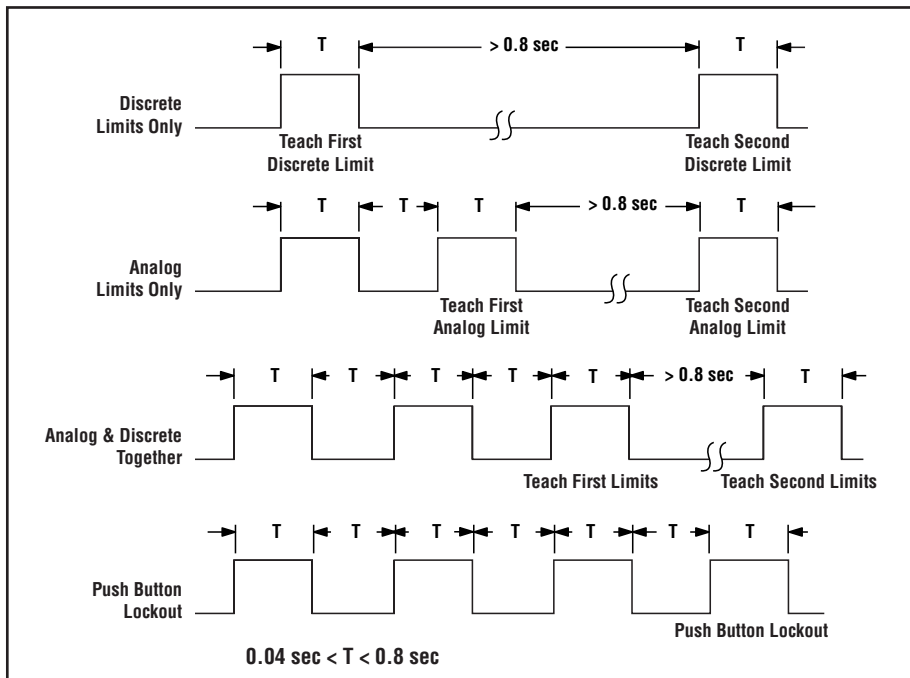 T > 0.8 sec T
Discrete
Limits Only
Teach First
Discrete Limit
Teach Second
Discrete Limit
T T T > 0.8 sec T
Analog
Limits Only
Teach First
Analog Limit
Teach Second
Analog Limit
T T T T T > 0.8 sec T
Analog & Discrete
Together
Teach First Limits Teach Second Limits
T T T T T T T
Push Button
Lockout
Push Button Lockout
0.04 sec < T < 0.8 sec